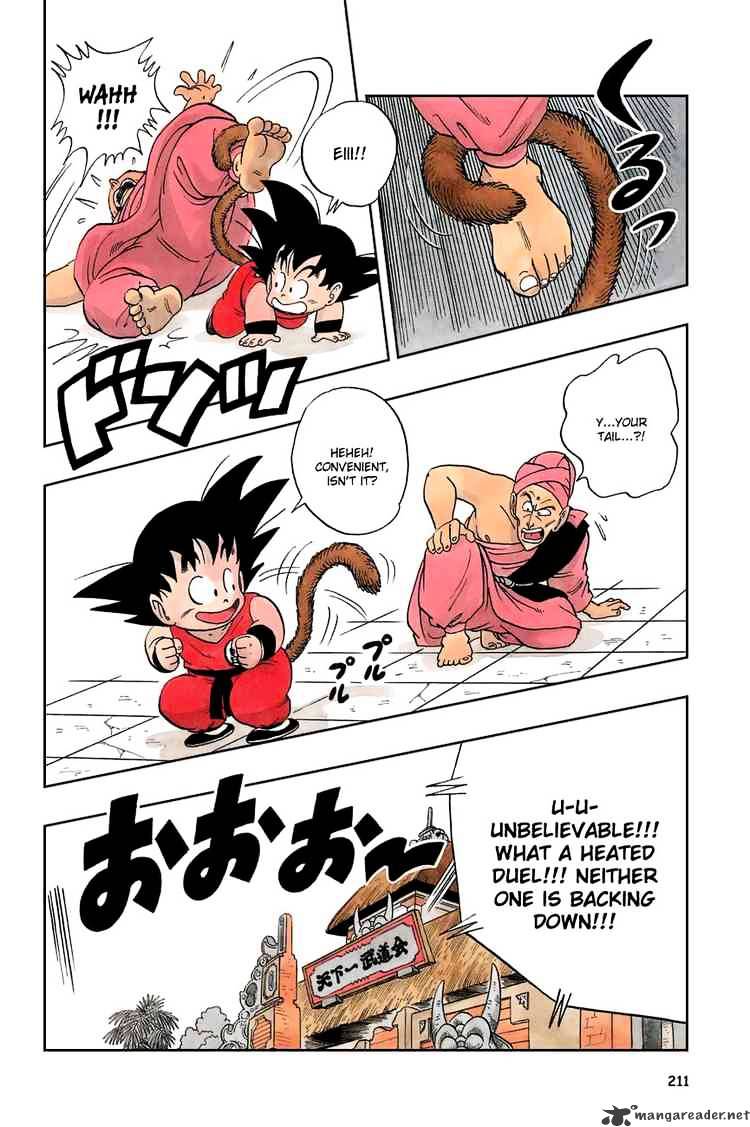 くるっ
EIII!!
WAHH
!!!
ドンッ
Y...YOUR
TAIL...?!
HEHEH!
CONVENIENT,
ISN'T IT?
プルプル
U-U-
UNBELIEVABLE!!!
WHAT A HEATED
DUEL!!! NEITHER
ONE IS BACKING
DOWN!!!
おおお〜
天下一武道会
211
mangareader.net